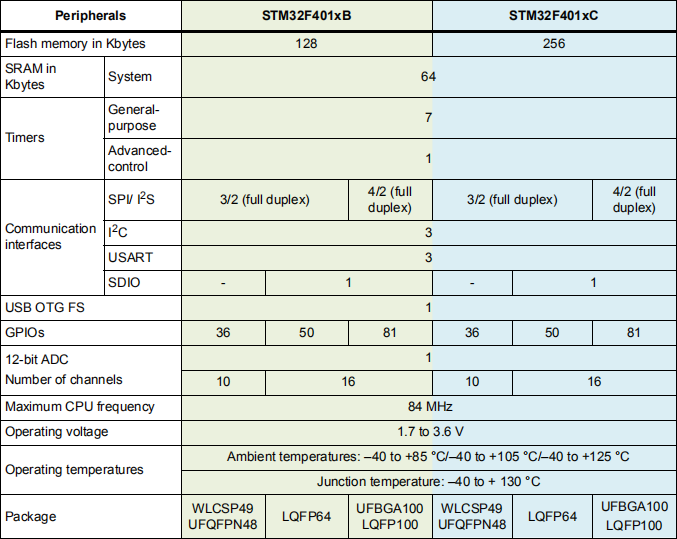 Peripherals STM32F401xB STM32F401xC
Flash memory in Kbytes 128 256
SRAM in
Kbytes System 64
Timers
General-
purpose 7
Advanced-
control 1
Communication
interfaces
SPI/ I2S 3/2 (full duplex) 4/2 (full
duplex) 3/2 (full duplex) 4/2 (full
duplex)
I2C 3
USART 3
SDIO - 1 - 1
USB OTG FS 1
GPIOs 36 50 81 36 50 81
12-bit ADC 1
Number of channels 10 16 10 16
Maximum CPU frequency 84 MHz
Operating voltage 1.7 to 3.6 V
Operating temperatures
Ambient temperatures: –40 to +85 °C/–40 to +105 °C/–40 to +125 °C
Junction temperature: –40 to + 130 °C
Package
WLCSP49
UFQFPN48 LQFP64 UFBGA100
LQFP100 WLCSP49
UFQFPN48 LQFP64 UFBGA100
LQFP100